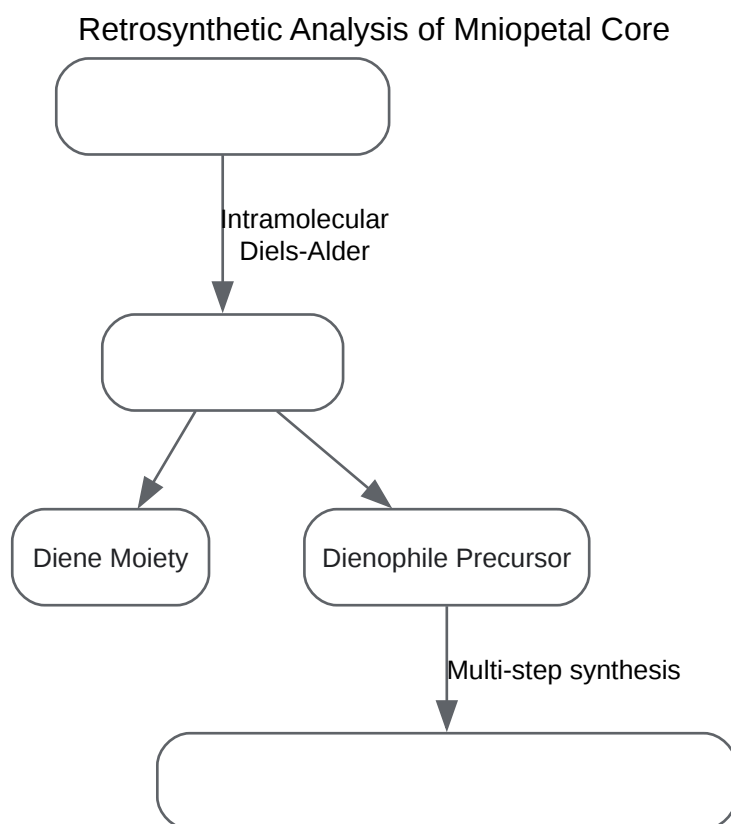 Retrosynthetic Analysis of Mniopetal Core
Intramolecular
Diels-Alder
Diene Moiety
Dienophile Precursor
Multi-step synthesis